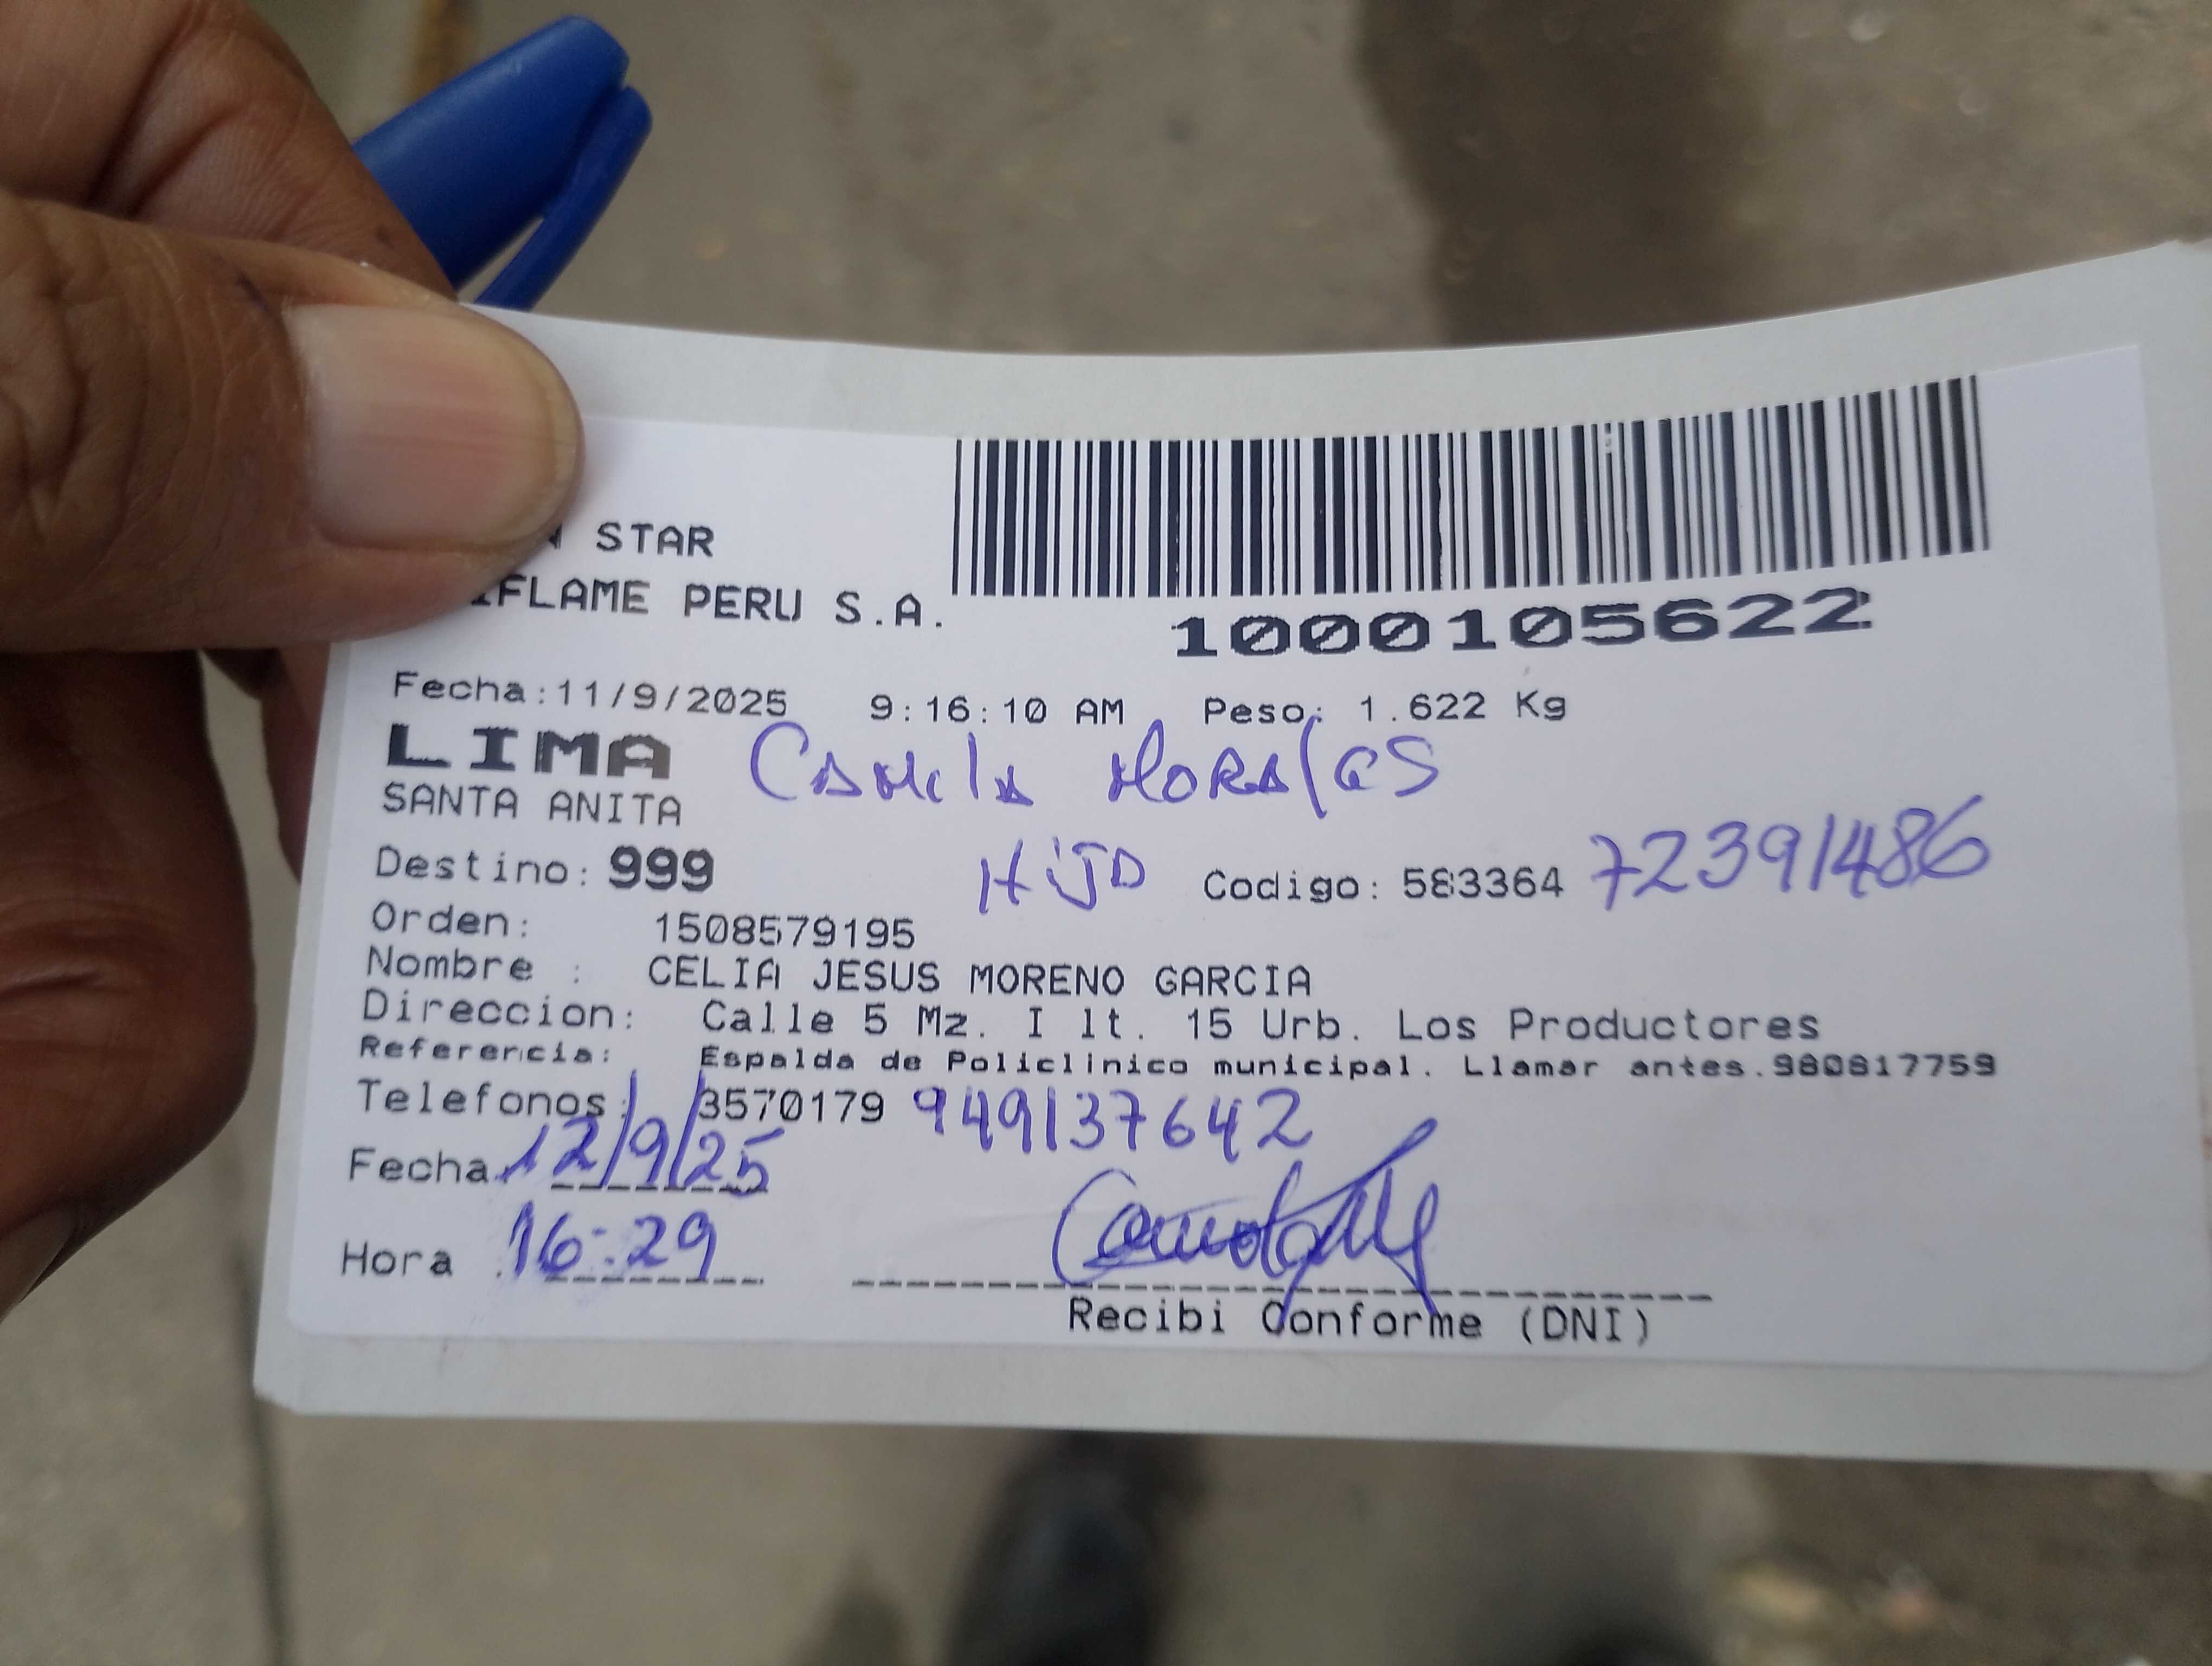 STAR
IFLAME PERU S.A.
1000105622
Fecha:11/9/2025 9:16:10 AM Peso: 1.622 Kg
LIMA Camila Morales
SANTA ANITA
Destino: 999 HiJA Codigo: 583364 72391486
Orden: 1508579195
Nombre : CELIA JESUS MORENO GARCIA
Direccion: Calle 5 Mz. I lt. 15 Urb. Los Productores
Referencia: Espalda de Policlinico municipal. Llamar antes.980817759
Telefonos: 3570179 949137642
Fecha: 12/9/25
Hora : 16:29
Recibi Conforme (DNI)